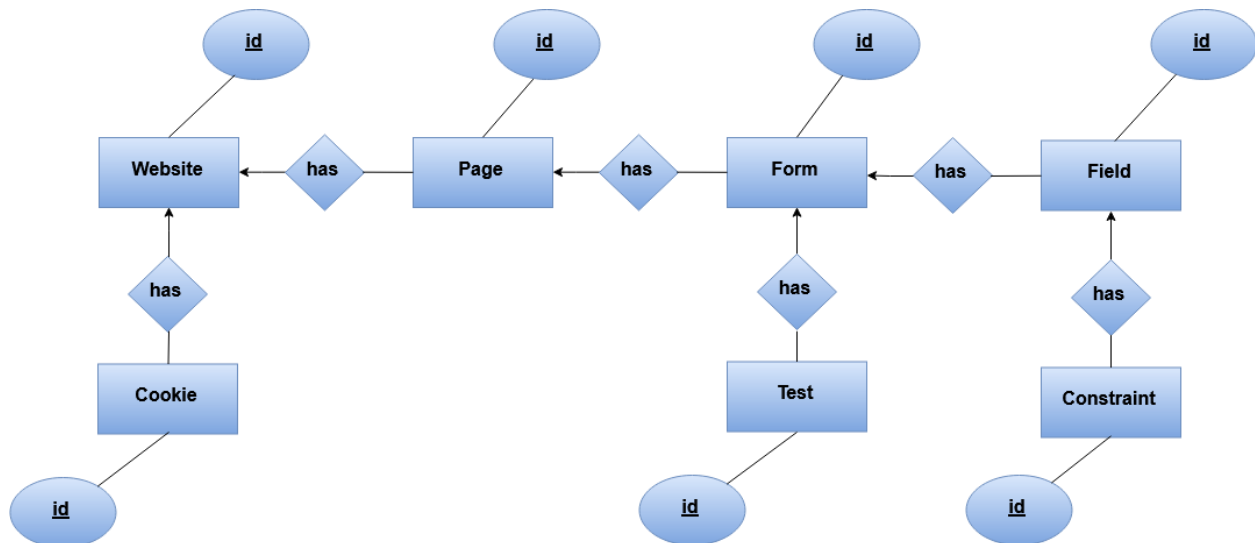 id
id
id
id
Website
has
Page
has
Form
has
Field
has
has
has
Cookie
Test
Constraint
id
id
id